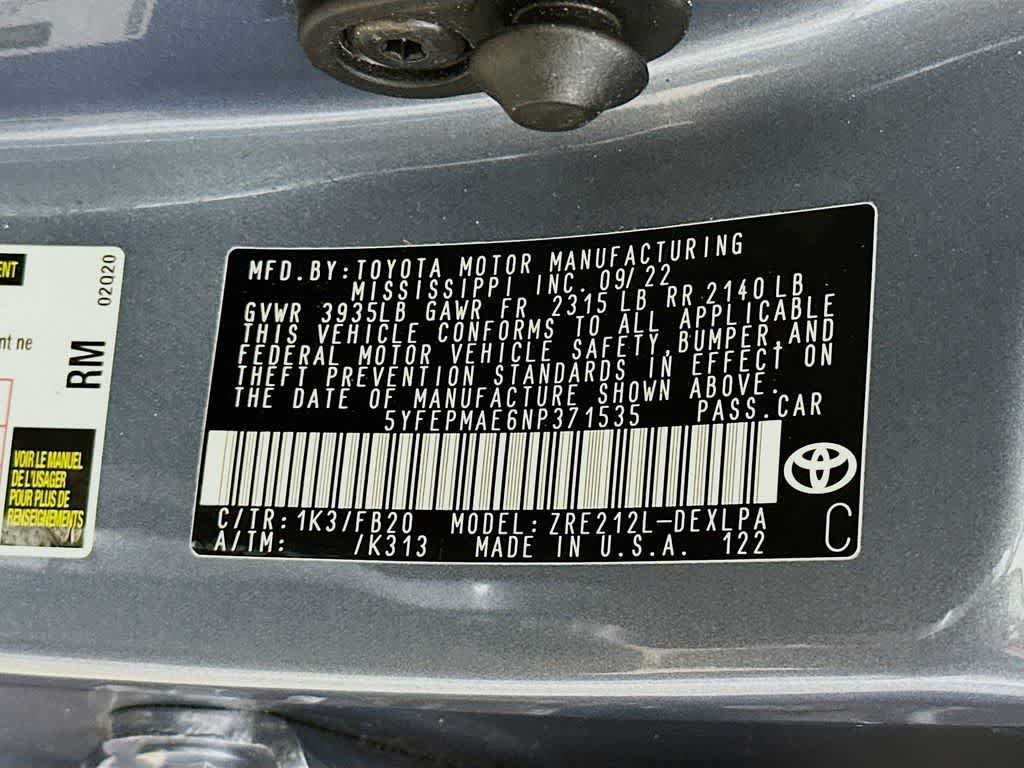 MFD.BY:TOYOTA MOTOR MANUFACTURING
MISSISSIPPI INC. 09/22
GVWR 3935LB GAWR FR 2315 LB RR 2140 LB
THIS VEHICLE CONFORMS TO ALL APPLICABLE
FEDERAL MOTOR VEHICLE SAFETY,BUMPER,AND
THEFT PREVENTION STANDARDS IN EFFECT ON
THE DATE OF MANUFACTURE SHOWN ABOVE.
5YFEPMAE6NP371535 PASS.CAR
C/TR:1K3/FB20 MODEL:ZRE212L-DEXLPA
A/TM: /K313 MADE IN U.S.A. 122
C
ENT
02020
nt ne
RM
VOIR LE MANUEL
DE L'USAGER
POUR PLUS DE
RENSEIGNEMENTS